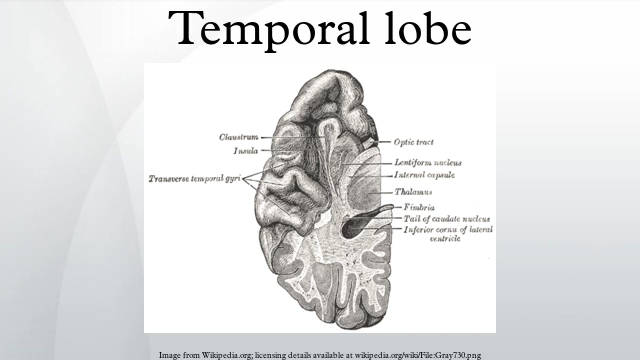 Temporal lobe
Claustrum
Insula
Transverse temporal gyri
Optic tract
Lentiform nucleus
Internal capsule
Thalamus
Fimbria
Tail of caudate nucleus
Inferior cornu of lateral
ventricle
Image from Wikipedia.org; licensing details available at wikipedia.org/wiki/File:Gray730.png